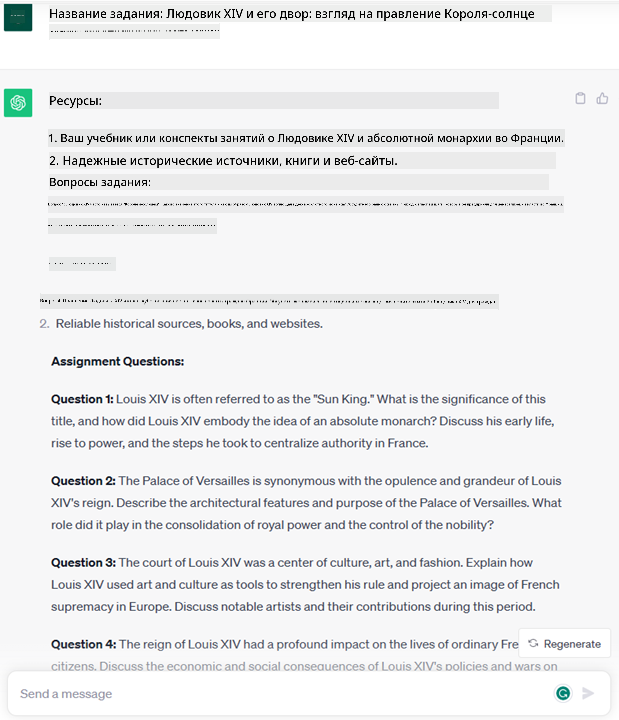 Название задания: Людовик XIV и его двор: взгляд на правление Короля-солнце
Ресурсы:
1. Ваш учебник или конспекты занятий о Людовике XIV и абсолютной монархии во Франции.
2. Надежные исторические источники, книги и веб-сайты.
Вопросы задания:
2. Reliable historical sources, books, and websites.
Assignment Questions:
Question 1: Louis XIV is often referred to as the "Sun King." What is the significance of this
title, and how did Louis XIV embody the idea of an absolute monarch? Discuss his early life,
rise to power, and the steps he took to centralize authority in France.
Question 2: The Palace of Versailles is synonymous with the opulence and grandeur of Louis
XIV's reign. Describe the architectural features and purpose of the Palace of Versailles. What
role did it play in the consolidation of royal power and the control of the nobility?
Question 3: The court of Louis XIV was a center of culture, art, and fashion. Explain how
Louis XIV used art and culture as tools to strengthen his rule and project an image of French
supremacy in Europe. Discuss notable artists and their contributions during this period.
Question 4: The reign of Louis XIV had a profound impact on the lives of ordinary Fre
Regenerate
citizens. Discuss the economic and social consequences of Louis XIV's policies and wars on
Send a message